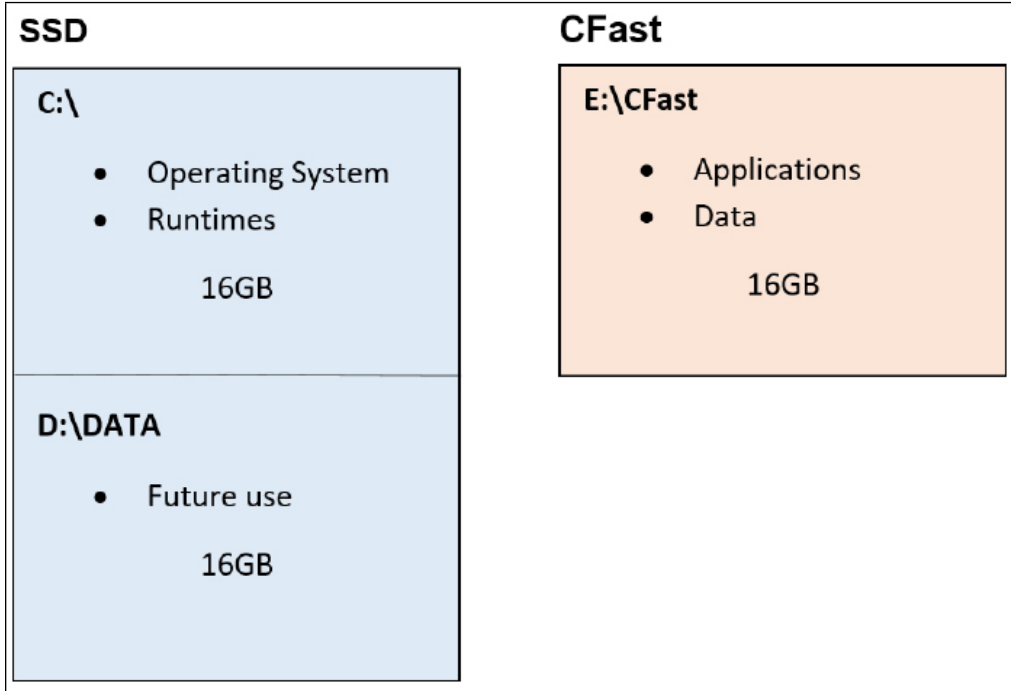 SSD
C:\
• Operating System
• Runtimes
16GB
D:\DATA
• Future use
16GB
CFast
E:\CFast
• Applications
• Data
16GB